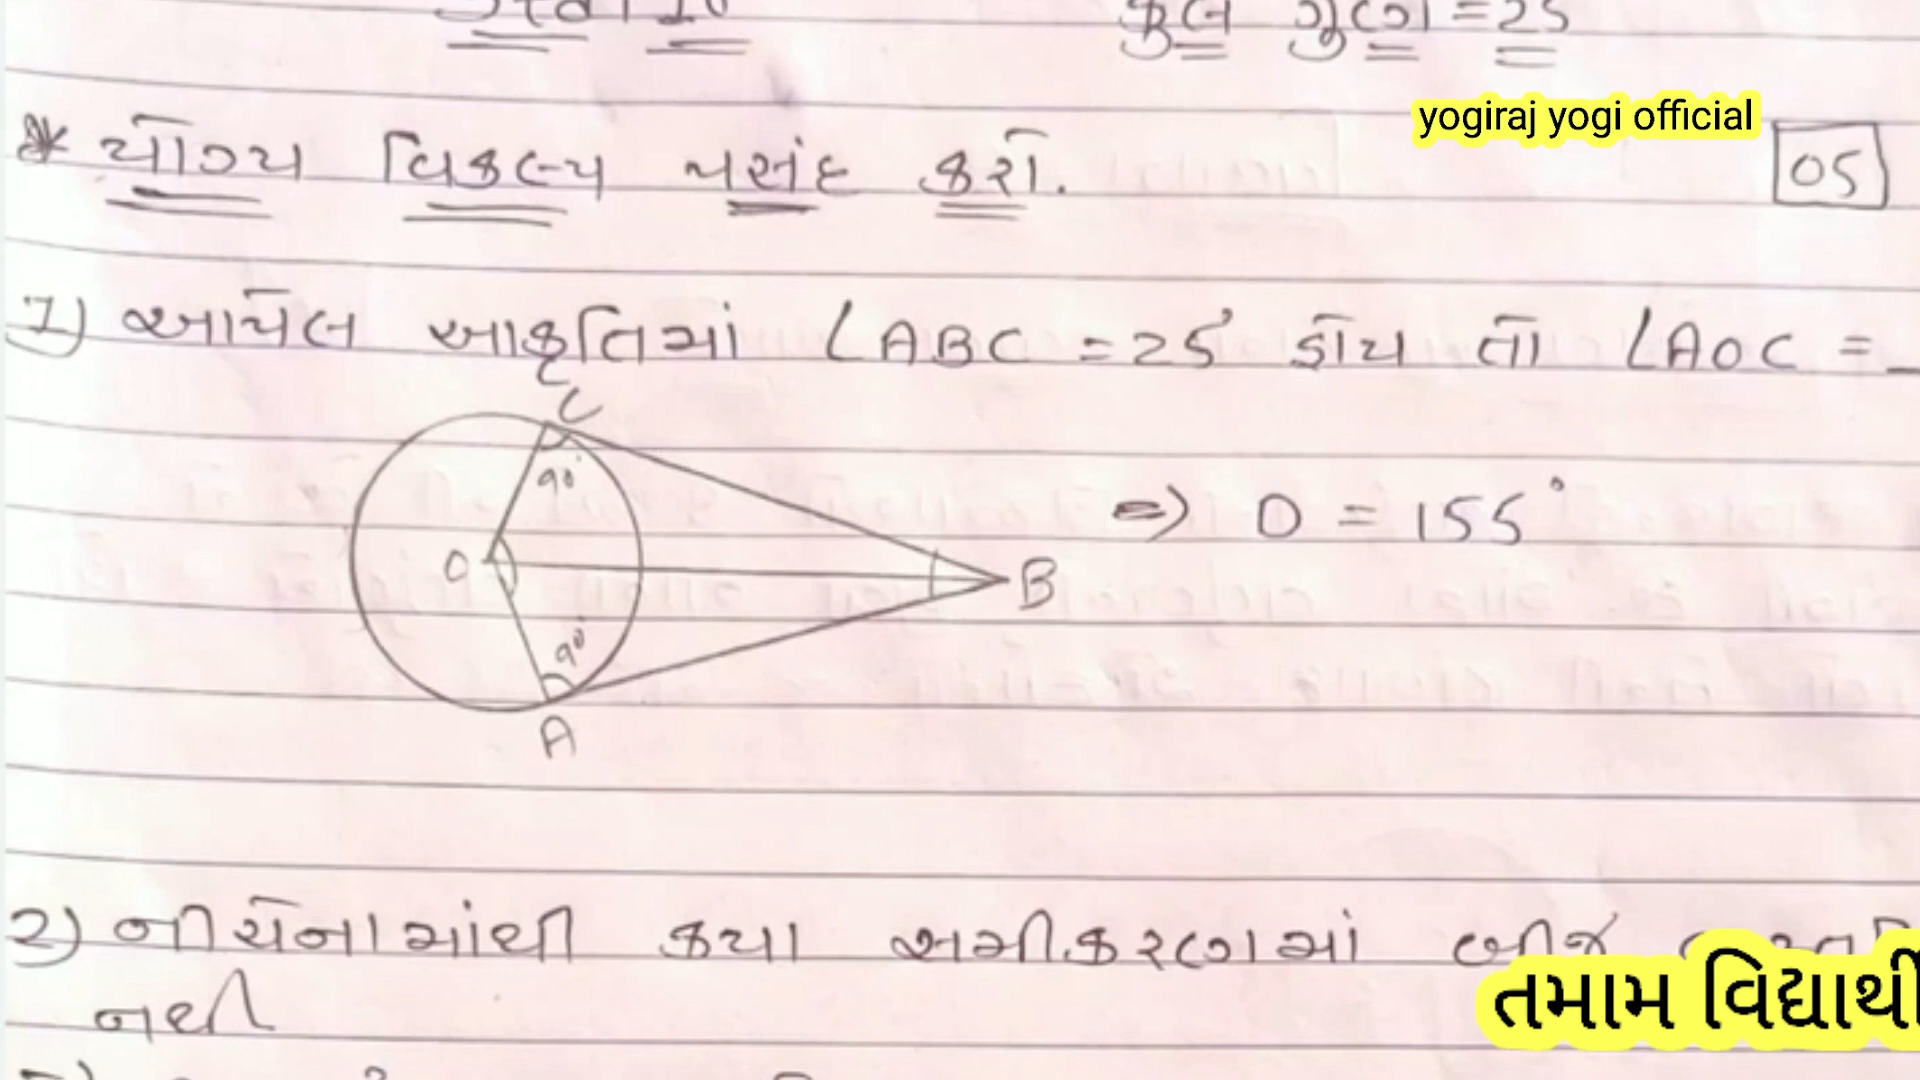 કુલ ગુણ = 25
yogiraj yogi official
* યોગ્ય વિકલ્પ પસંદ કરો. 05
1) આપેલ આકૃતિમાં ∠ABC = 25° હોય તો ∠AOC = _
C
90°
O
B
⇒ D = 155°
90°
A
2) નીચેનામાંથી કયા સમીકરણમાં બીજ
નથી
તમામ વિદ્યાર્થી